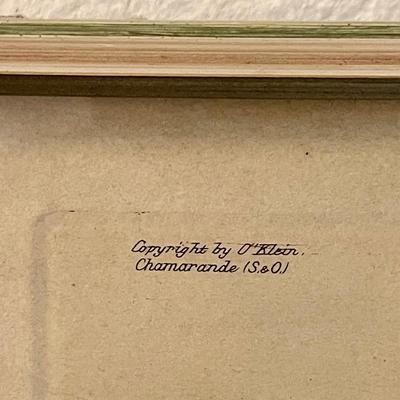 Copyright by O'Klein.
Chamarande (S.&O.)